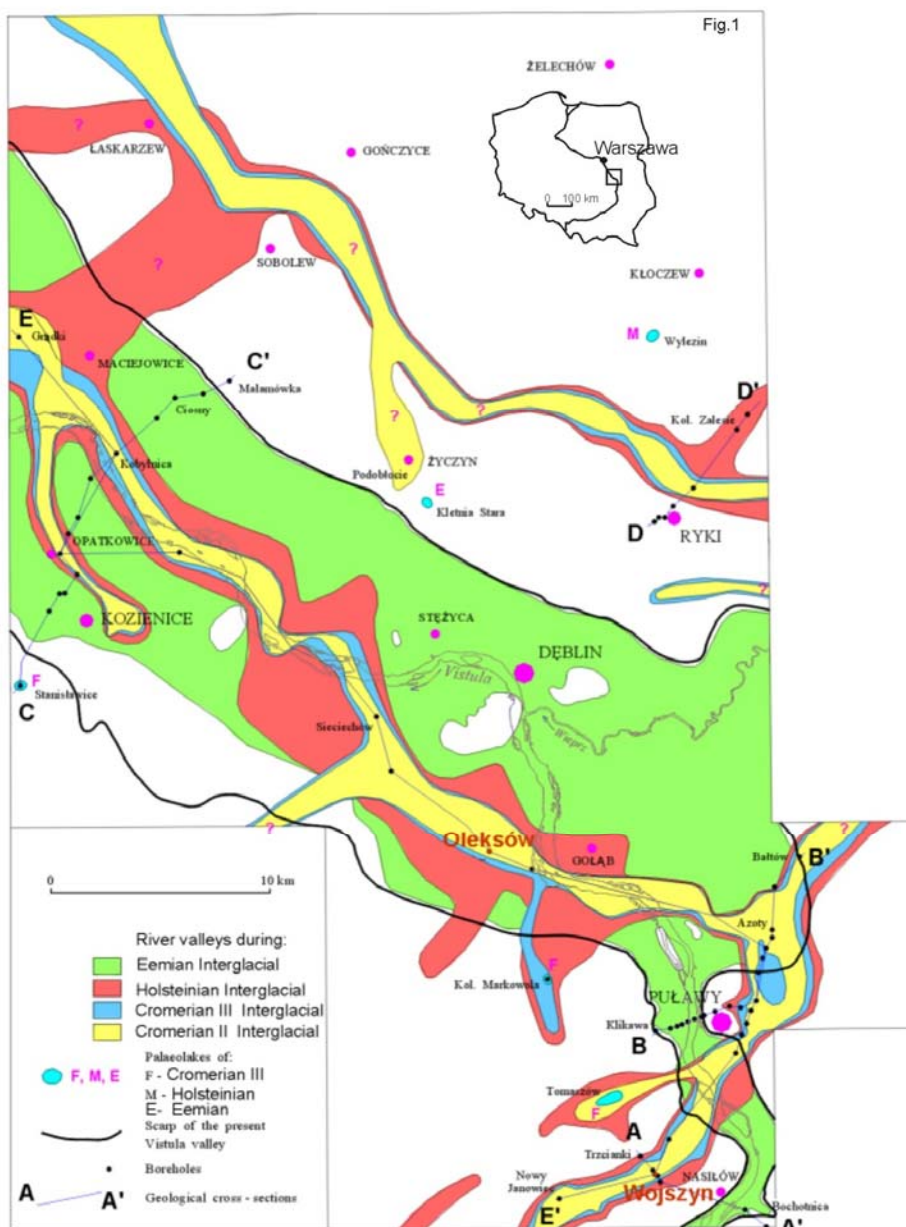 Fig.1
ŻELECHÓW
?
ŁASKARZEW
GOŃCZYCE
Warszawa
0 100 km
?
?
SOBOLEW
KŁOCZEW
E
Grądki
M
Wylezin
MACIEJOWICE
C'
Malamówka
Ciosny
?
?
D'
Kol. Zalesie
Kobylnica
ŻYCZYN
Podobłocie
E
Kletnia Stara
D
RYKI
OPATKOWICE
KOZIENICE
?
STĘŻYCA
DĘBLIN
F
Stanisławice
C
Vistula
Sieciechów
Wieprz
?
?
Oleksów
GOŁĄB
Bałtów
B'
0
10 km
Azoty
River valleys during:
Eemian Interglacial
Holsteinian Interglacial
Cromerian III Interglacial
Cromerian II Interglacial
F
Kol. Markowola
PUŁAWY
Klikawa
B
Palaeolakes of:
F, M, E
F - Cromerian III
M - Holsteinian
E- Eemian
Tomaszów
F
Scarp of the present
Vistula valley
A
Trzcianki
Boreholes
Nowy
Janowiec
NASIŁÓW
Wojszyn
A
A'
Geological cross - sections
E'
Bochotnica
A'